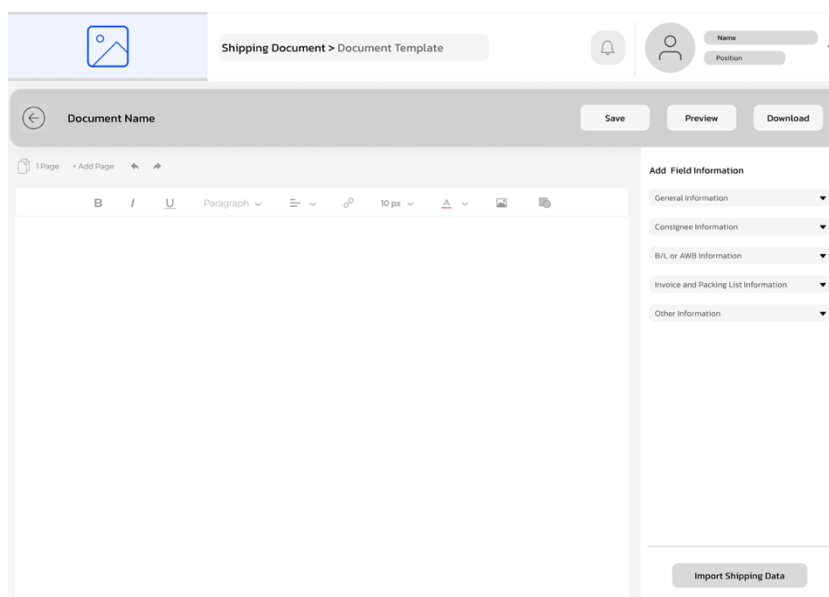 Shipping Document > Document Template
Name
Position
Document Name
Save
Preview
Download
1 Page
+ Add Page
B
I
U
Paragraph
10 px
A
Add Field Information
General Information
Consignee Information
B/L or AWB Information
Invoice and Packing List Information
Other Information
Import Shipping Data